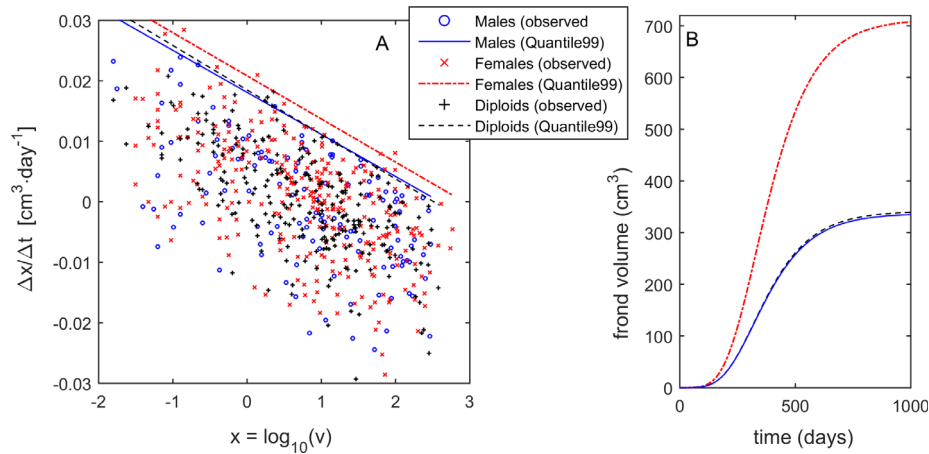 A
0.03
0.02
0.01
0
-0.01
-0.02
-0.03
Δx/Δt [cm³·day⁻¹]
-2 -1 0 1 2 3
x = log₁₀(v)
Males (observed
Males (Quantile99)
Females (observed)
Females (Quantile99)
Diploids (observed)
Diploids (Quantile99)
B
700
600
500
400
300
200
100
0
frond volume (cm³)
0 500 1000
time (days)